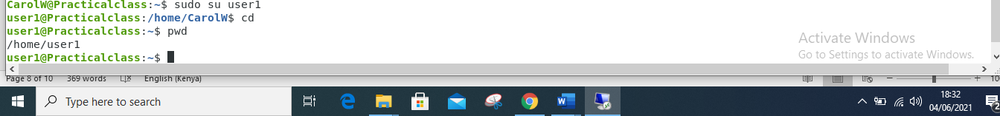 CarolW@Practicalclass:~$ sudo su user1
user1@Practicalclass:/home/CarolW$ cd
user1@Practicalclass:~$ pwd
/home/user1
user1@Practicalclass:~$
Activate Windows
Go to Settings to activate Windows.
Page 8 of 10 369 words English (Kenya)
Type here to search
18:32
04/06/2021